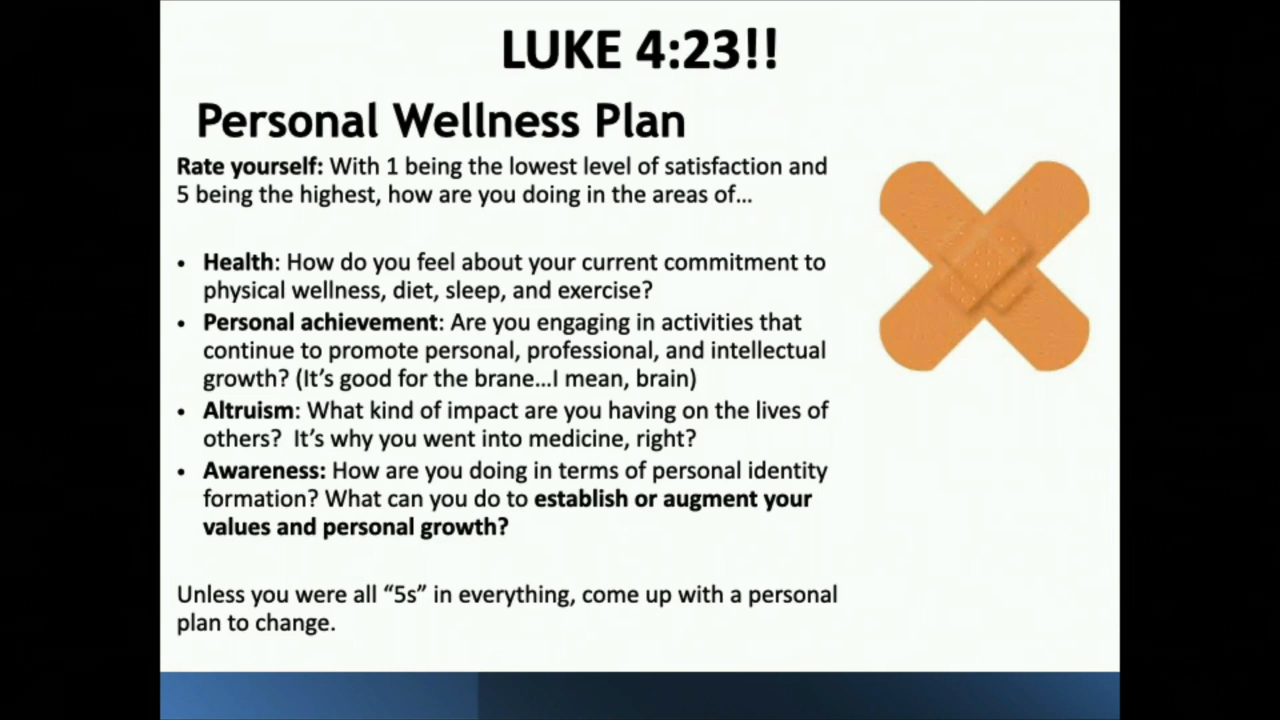 LUKE 4:23!!
Personal Wellness Plan
Rate yourself: With 1 being the lowest level of satisfaction and
5 being the highest, how are you doing in the areas of…
• Health: How do you feel about your current commitment to
physical wellness, diet, sleep, and exercise?
• Personal achievement: Are you engaging in activities that
continue to promote personal, professional, and intellectual
growth? (It’s good for the brane…I mean, brain)
• Altruism: What kind of impact are you having on the lives of
others?  It’s why you went into medicine, right?
• Awareness: How are you doing in terms of personal identity
formation? What can you do to establish or augment your
values and personal growth?
Unless you were all “5s” in everything, come up with a personal
plan to change.